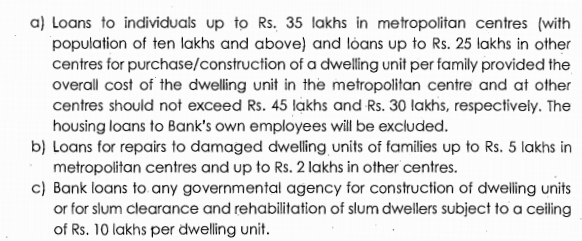 a) Loans to individuals up to Rs. 35 lakhs in metropolitan centres (with
population of ten lakhs and above) and loans up to Rs. 25 lakhs in other
centres for purchase/construction of a dwelling unit per family provided the
overall cost of the dwelling unit in the metropolitan centre and at other
centres should not exceed Rs. 45 lakhs and Rs. 30 lakhs, respectively. The
housing loans to Bank's own employees will be excluded.
b) Loans for repairs to damaged dwelling units of families up to Rs. 5 lakhs in
metropolitan centres and up to Rs. 2 lakhs in other centres.
c) Bank loans to any governmental agency for construction of dwelling units
or for slum clearance and rehabilitation of slum dwellers subject to a ceiling
of Rs. 10 lakhs per dwelling unit.